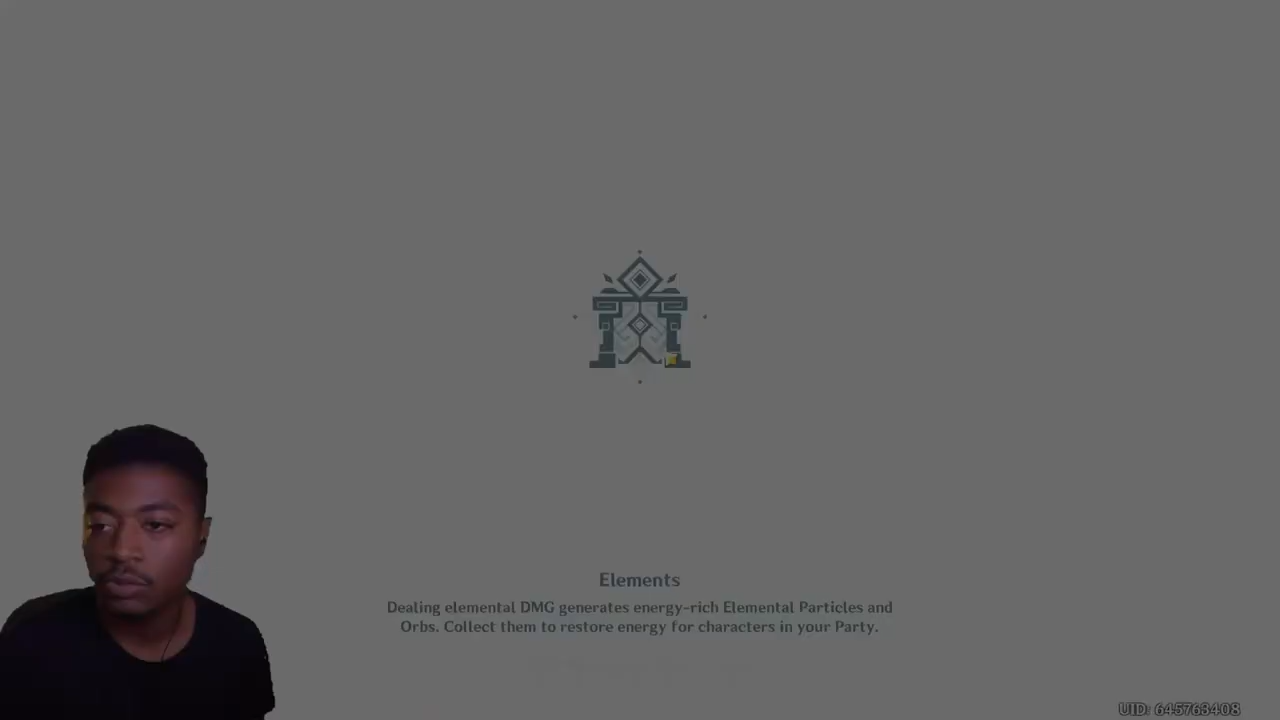 Elements
Dealing elemental DMG generates energy-rich Elemental Particles and
Orbs. Collect them to restore energy for characters in your Party.
UID: 645763408